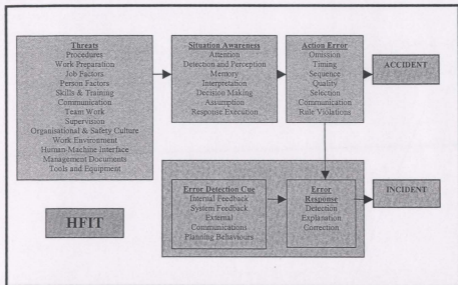 Threats
Procedures
Work Preparation
Job Factors
Person Factors
Skills & Training
Communication
Team Work
Supervision
Organisational & Safety Culture
Work Environment
Human-Machine Interface
Management Documents
Tools and Equipment
Situation Awareness
Attention
Detection and Perception
Memory
Interpretation
Decision Making
Assumption
Response Execution
Action Error
Omission
Timing
Sequence
Quality
Selection
Communication
Rule Violations
ACCIDENT
Error Detection Cue
Internal Feedback
System Feedback
External
Communications
Planning Behaviours
Error
Response
Detection
Explanation
Correction
INCIDENT
HFIT